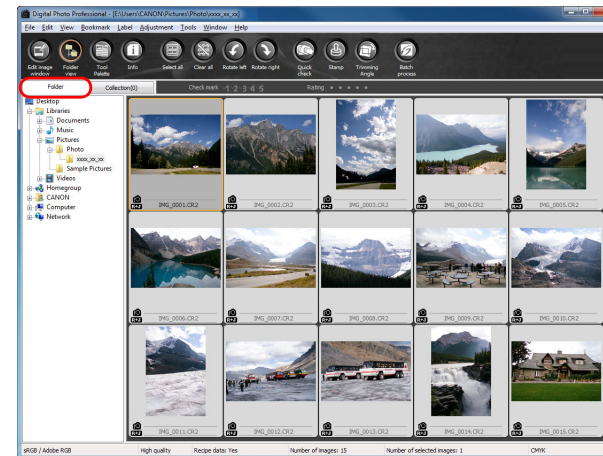 Digital Photo Professional - [E:\Users\CANON\Pictures\Photo\xxxx_xx_xx]
File Edit View Bookmark Label Adjustment Tools Window Help
Edit image window Folder view Tool Palette Info Select all Clear all Rotate left Rotate right Quick check Stamp Trimming Angle Batch process
Folder Collection(0) Check mark 1 2 3 4 5 Rating
Desktop
Libraries
Documents
Music
Pictures
Photo
xxxx_xx_xx
Sample Pictures
Videos
Homegroup
CANON
Computer
Network
IMG_0001.CR2 IMG_0002.CR2 IMG_0003.CR2 IMG_0004.CR2 IMG_0005.CR2
IMG_0006.CR2 IMG_0007.CR2 IMG_0008.CR2 IMG_0009.CR2 IMG_0010.CR2
IMG_0011.CR2 IMG_0012.CR2 IMG_0013.CR2 IMG_0014.CR2 IMG_0015.CR2
sRGB / Adobe RGB High quality Recipe data: Yes Number of images: 15 Number of selected images: 1 CMYK